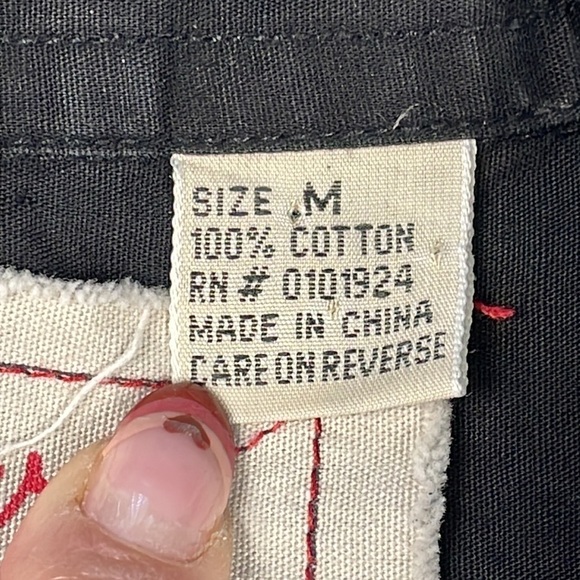 SIZE .M
100% COTTON
RN # 0101924
MADE IN CHINA
CARE ON REVERSE